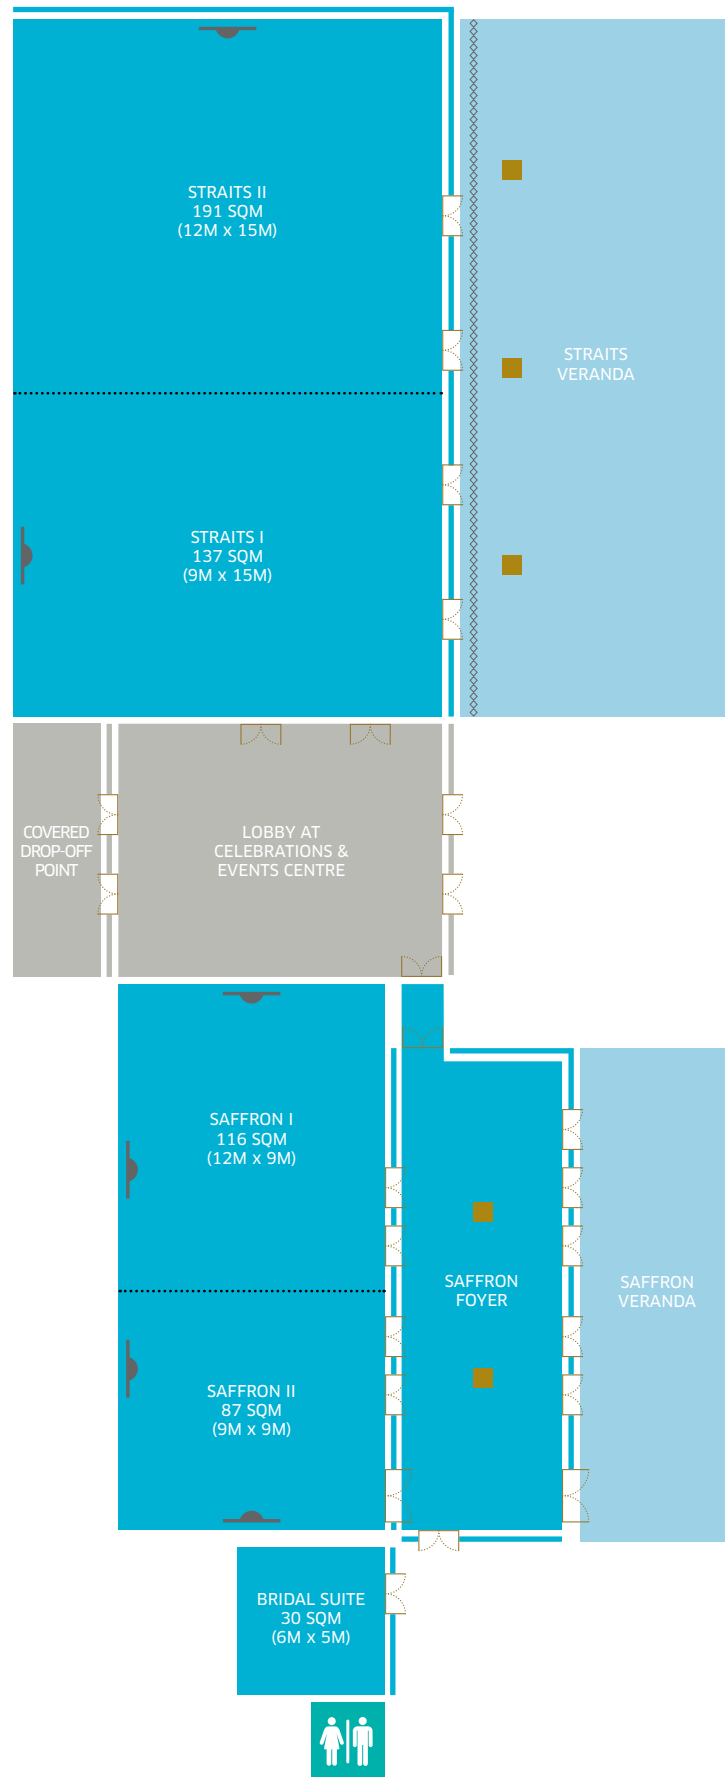 STRAITS II
191 SQM
(12M x 15M)
STRAITS
VERANDA
STRAITS I
137 SQM
(9M x 15M)
COVERED
DROP-OFF
POINT
LOBBY AT
CELEBRATIONS &
EVENTS CENTRE
SAFFRON I
116 SQM
(12M x 9M)
SAFFRON
FOYER
SAFFRON
VERANDA
SAFFRON II
87 SQM
(9M x 9M)
BRIDAL SUITE
30 SQM
(6M x 5M)